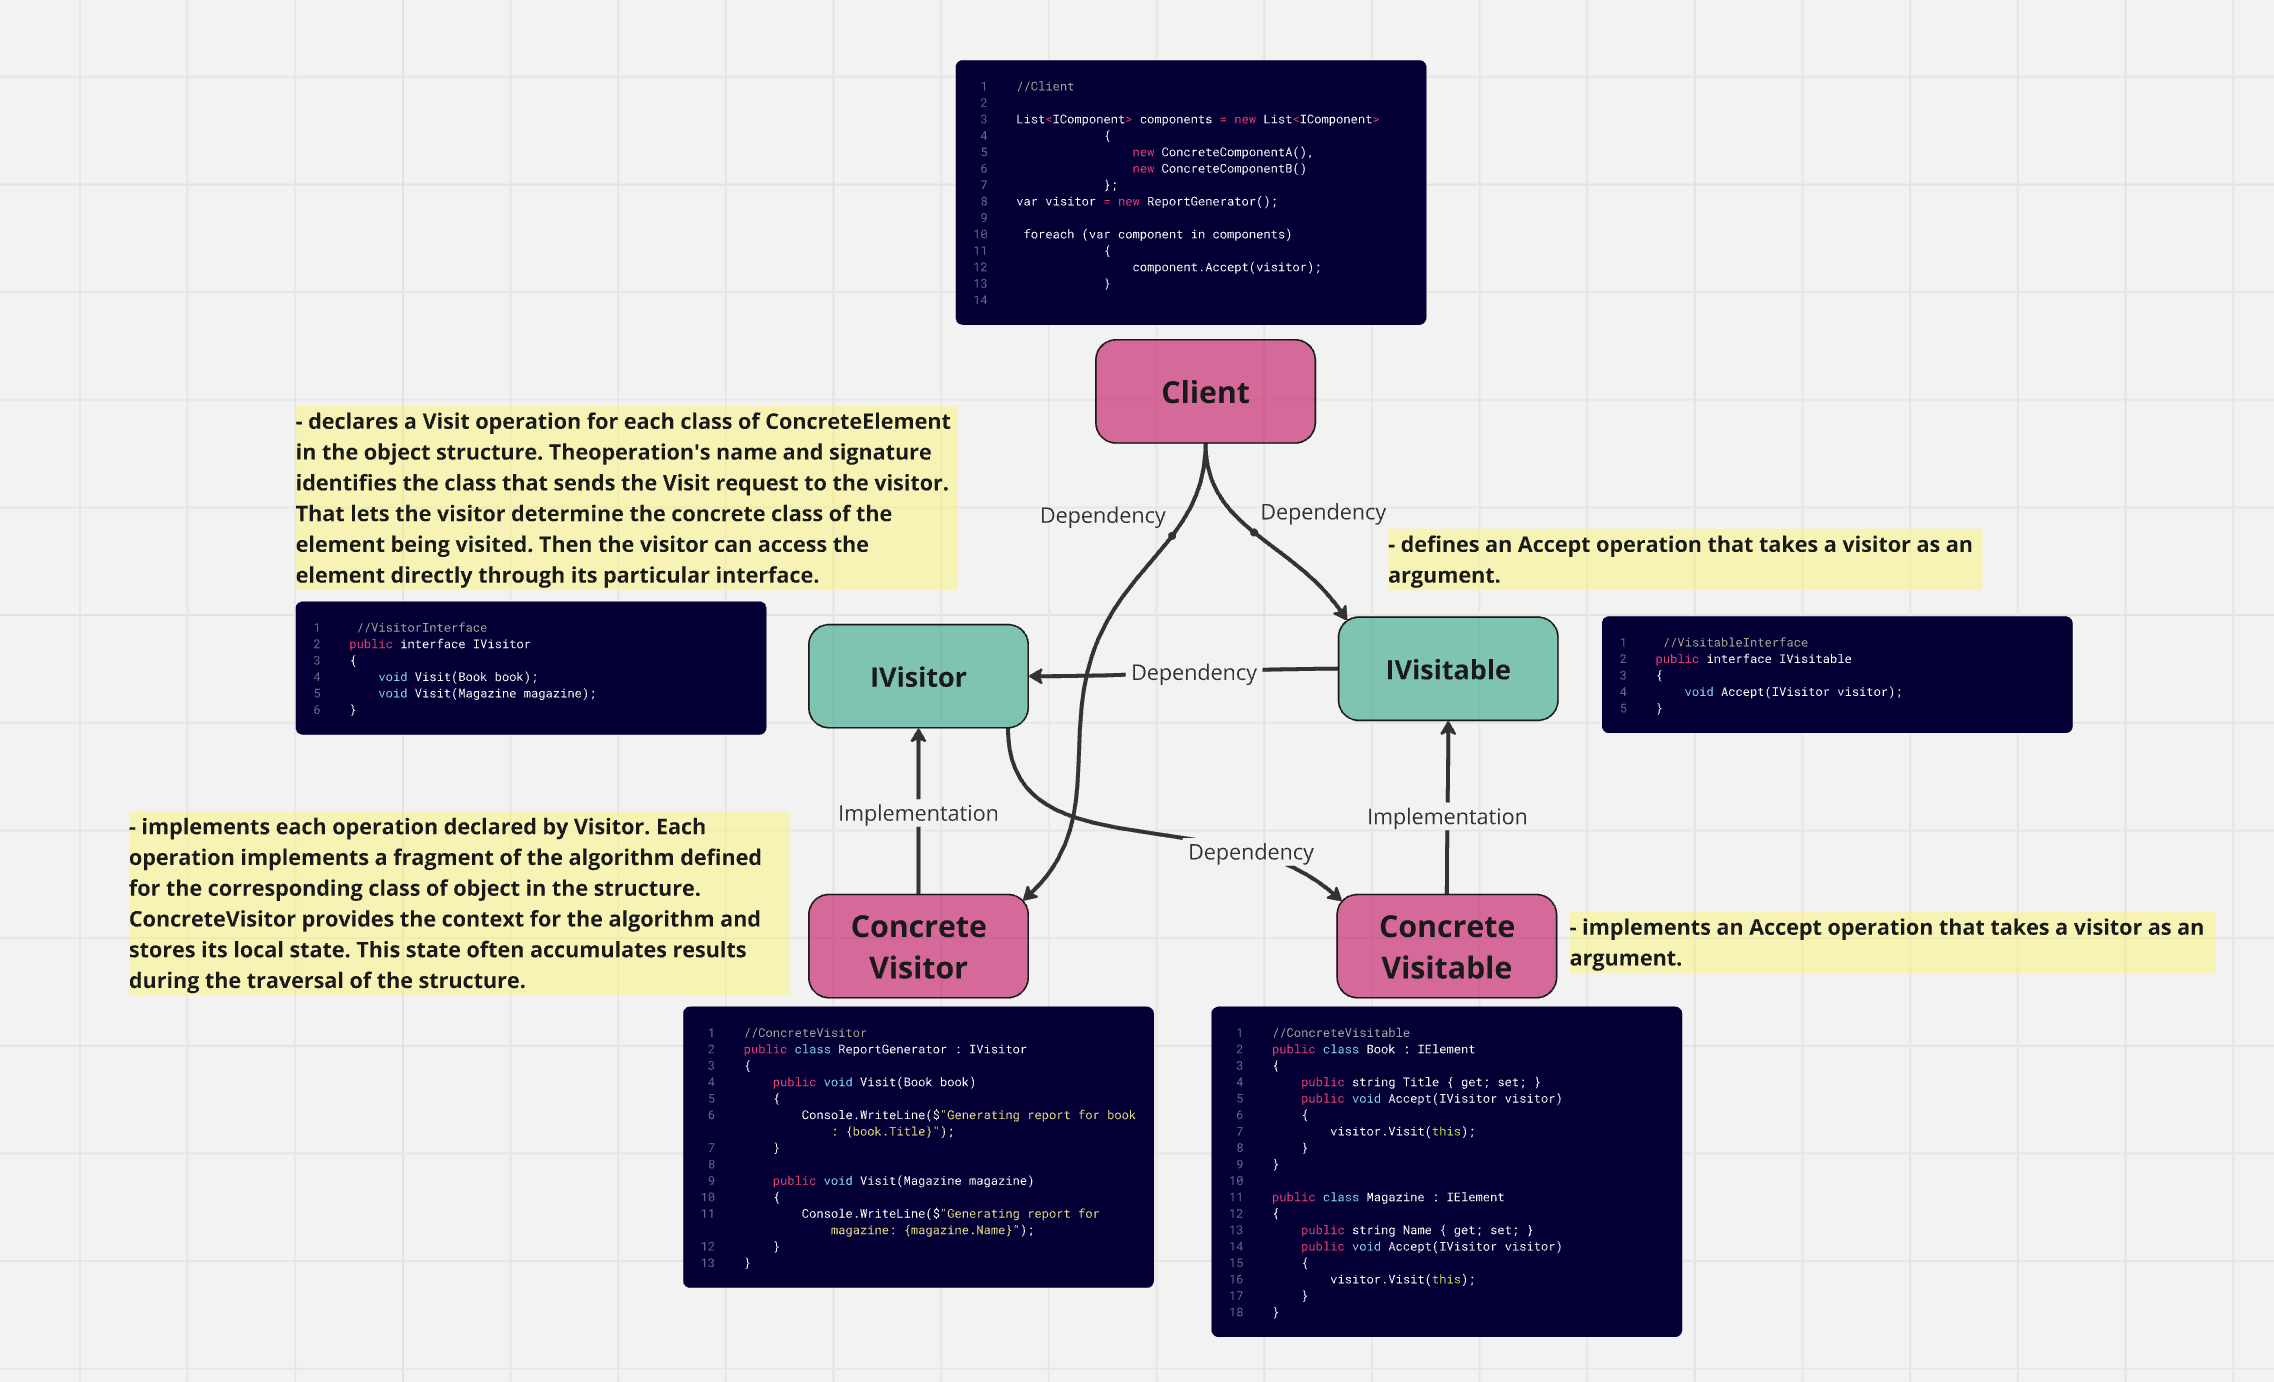 1 //Client
2
3 List<IComponent> components = new List<IComponent>
4 {
5 new ConcreteComponentA(),
6 new ConcreteComponentB()
7 };
8 var visitor = new ReportGenerator();
9
10 foreach (var component in components)
11 {
12 component.Accept(visitor);
13 }
14
Client
- declares a Visit operation for each class of ConcreteElement
in the object structure. Theoperation's name and signature
identifies the class that sends the Visit request to the visitor.
That lets the visitor determine the concrete class of the
element being visited. Then the visitor can access the
element directly through its particular interface.
Dependency
Dependency
- defines an Accept operation that takes a visitor as an
argument.
1 //VisitorInterface
2 public interface IVisitor
3 {
4 void Visit(Book book);
5 void Visit(Magazine magazine);
6 }
IVisitor
Dependency
IVisitable
1 //VisitableInterface
2 public interface IVisitable
3 {
4 void Accept(IVisitor visitor);
5 }
Implementation
Implementation
Dependency
- implements each operation declared by Visitor. Each
operation implements a fragment of the algorithm defined
for the corresponding class of object in the structure.
ConcreteVisitor provides the context for the algorithm and
stores its local state. This state often accumulates results
during the traversal of the structure.
Concrete
Visitor
Concrete
Visitable
- implements an Accept operation that takes a visitor as an
argument.
1 //ConcreteVisitor
2 public class ReportGenerator : IVisitor
3 {
4 public void Visit(Book book)
5 {
6 Console.WriteLine($"Generating report for book
: {book.Title}");
7 }
8
9 public void Visit(Magazine magazine)
10 {
11 Console.WriteLine($"Generating report for
magazine: {magazine.Name}");
12 }
13 }
1 //ConcreteVisitable
2 public class Book : IElement
3 {
4 public string Title { get; set; }
5 public void Accept(IVisitor visitor)
6 {
7 visitor.Visit(this);
8 }
9 }
10
11 public class Magazine : IElement
12 {
13 public string Name { get; set; }
14 public void Accept(IVisitor visitor)
15 {
16 visitor.Visit(this);
17 }
18 }